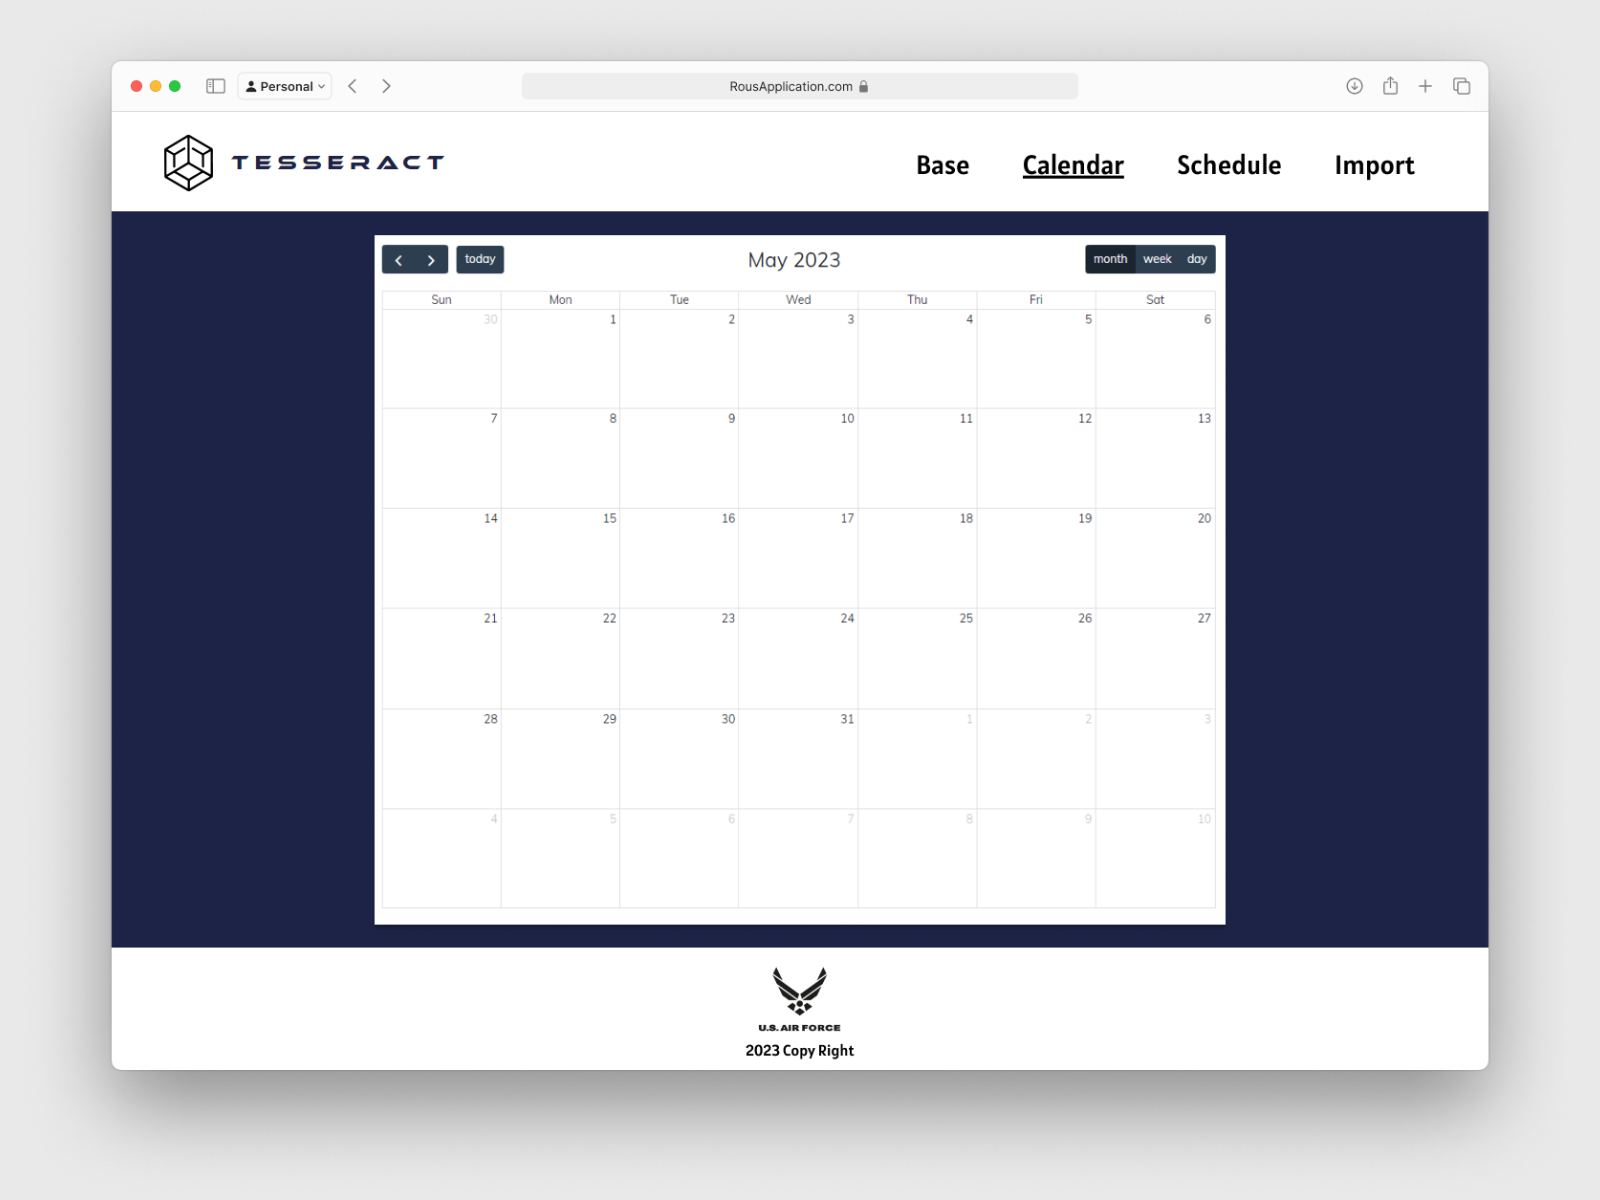 Personal
RousApplication.com
TESSERACT
Base Calendar Schedule Import
today May 2023 month week day
Sun Mon Tue Wed Thu Fri Sat
30 1 2 3 4 5 6
7 8 9 10 11 12 13
14 15 16 17 18 19 20
21 22 23 24 25 26 27
28 29 30 31 1 2 3
4 5 6 7 8 9 10
U.S. AIR FORCE
2023 Copy Right